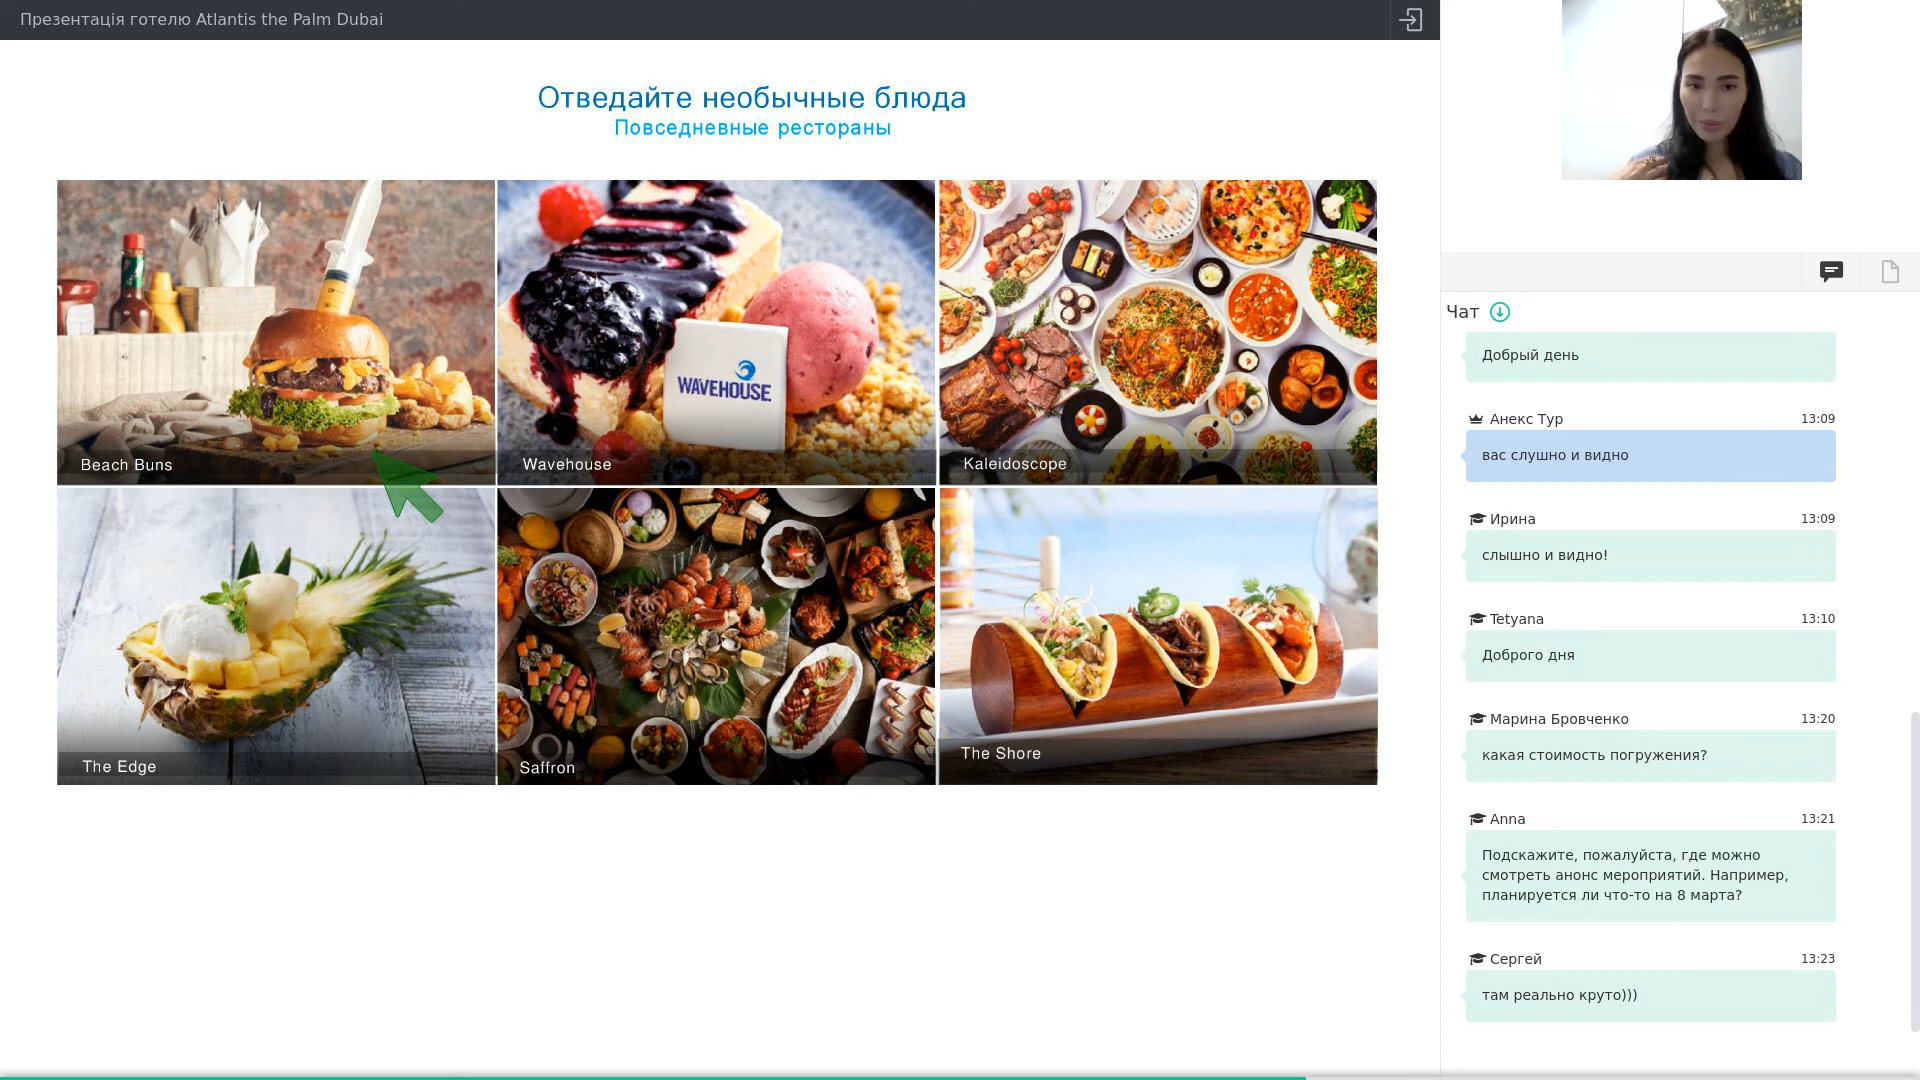 Презентація готелю Atlantis the Palm Dubai
Отведайте необычные блюда
Повседневные рестораны
Beach Buns
WAVEHOUSE
Wavehouse
Kaleidoscope
The Edge
Saffron
The Shore
Чат
Добрый день
Анекс Тур 13:09
вас слушно и видно
Ирина 13:09
слышно и видно!
Tetyana 13:10
Доброго дня
Марина Бровченко 13:20
какая стоимость погружения?
Anna 13:21
Подскажите, пожалуйста, где можно
смотреть анонс мероприятий. Например,
планируется ли что-то на 8 марта?
Сергей 13:23
там реально круто)))